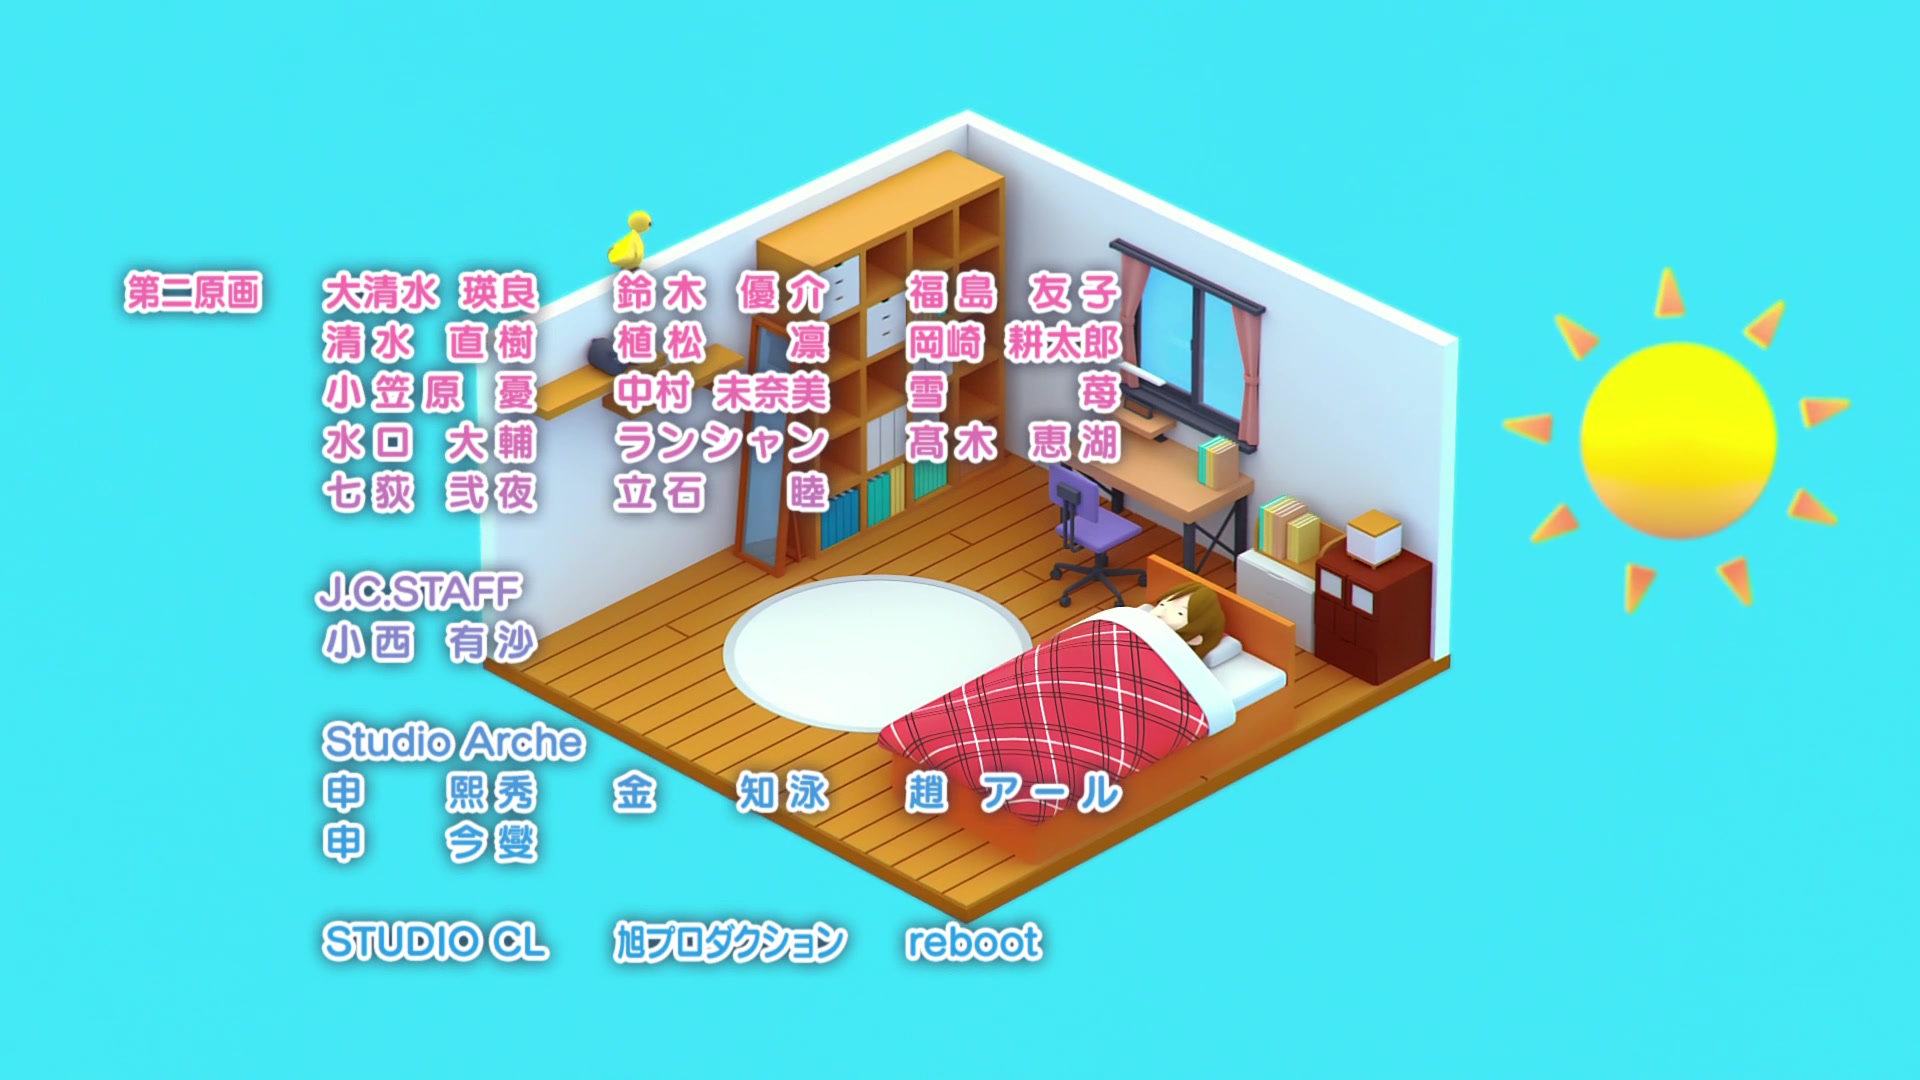 第二原画 大清水 瑛良 鈴木 優介 福島 友子
清水 直樹 植松 凛 岡崎 耕太郎
小笠原 憂 中村 未奈美 雪 苺
水口 大輔 ランシャン 髙木 恵湖
七荻 弐夜 立石 睦
J.C.STAFF
小西 有沙
Studio Arche
申 熙秀 金 知泳 趙 アール
申 今燮
STUDIO CL 旭プロダクション reboot